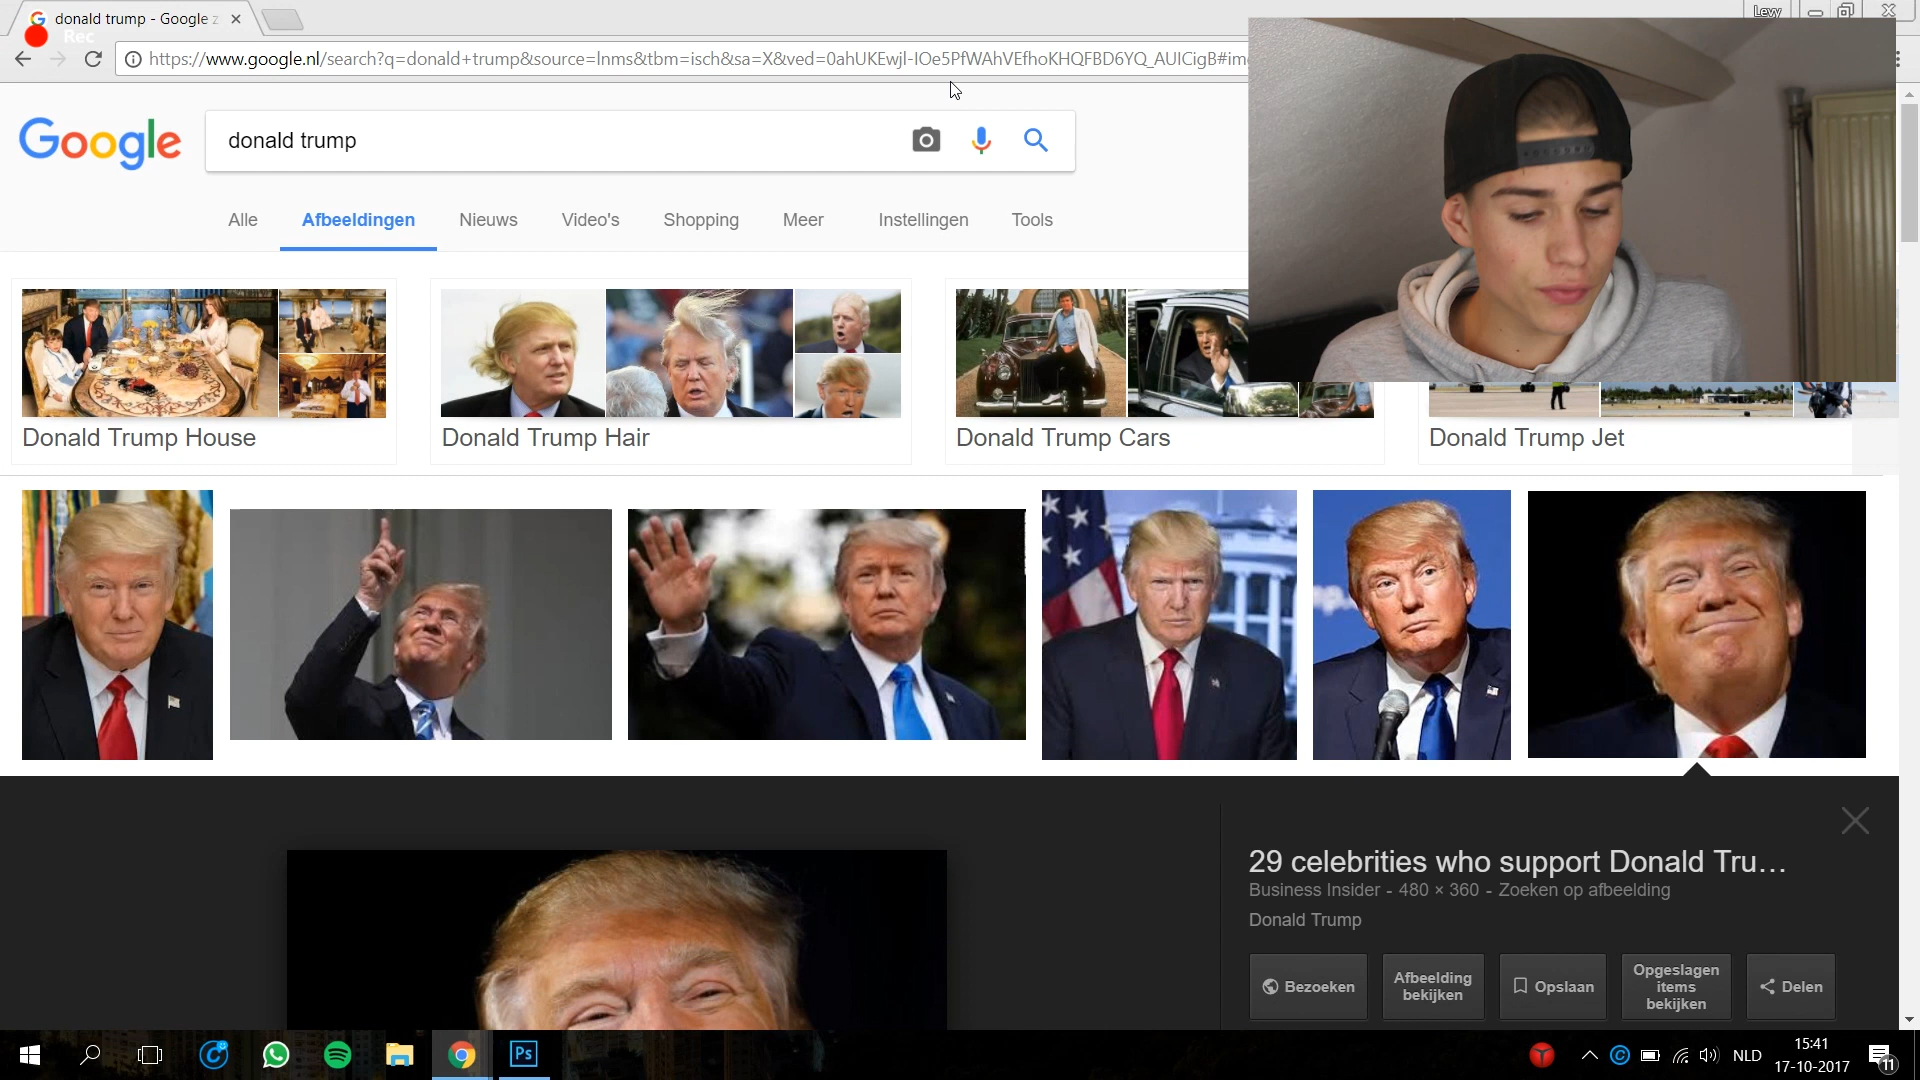 donald trump - Google z
Levy
Rec
https://www.google.nl/search?q=donald+trump&source=lnms&tbm=isch&sa=X&ved=0ahUKEwjl-IOe5PfWAhVEfhoKHQFBD6YQ_AUICigB#im
Google
donald trump
Alle Afbeeldingen Nieuws Video's Shopping Meer Instellingen Tools
Donald Trump House
Donald Trump Hair
Donald Trump Cars
Donald Trump Jet
29 celebrities who support Donald Tru...
Business Insider - 480 × 360 - Zoeken op afbeelding
Donald Trump
Bezoeken
Afbeelding
bekijken
Opslaan
Opgeslagen
items
bekijken
Delen
Ps
NLD
15:41
17-10-2017
11